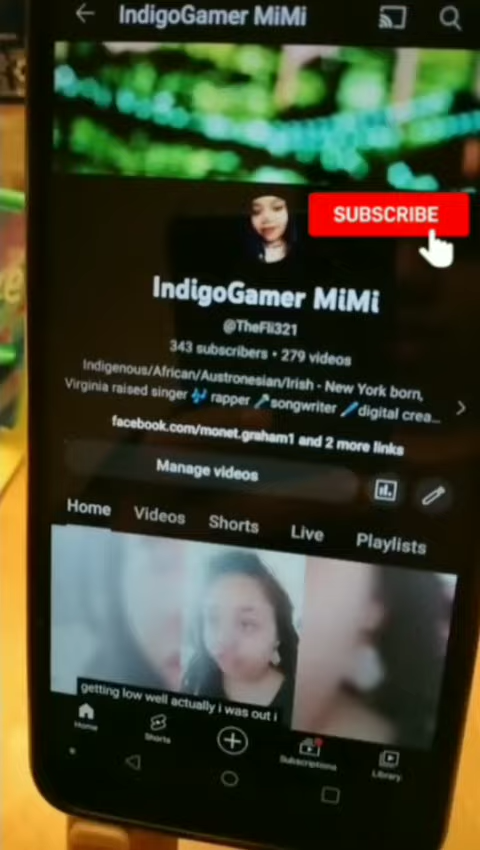 IndigoGamer MiMi
SUBSCRIBE
IndigoGamer MiMi
@TheFli321
343 subscribers • 279 videos
Indigenous/African/Austronesian/Irish - New York born,
Virginia raised singer 🎶 rapper 🎤songwriter 🖊️digital crea...
facebook.com/monet.graham1 and 2 more links
Manage videos
Home Videos Shorts Live Playlists
getting low well actually i was out i
Home Shorts Subscriptions Library